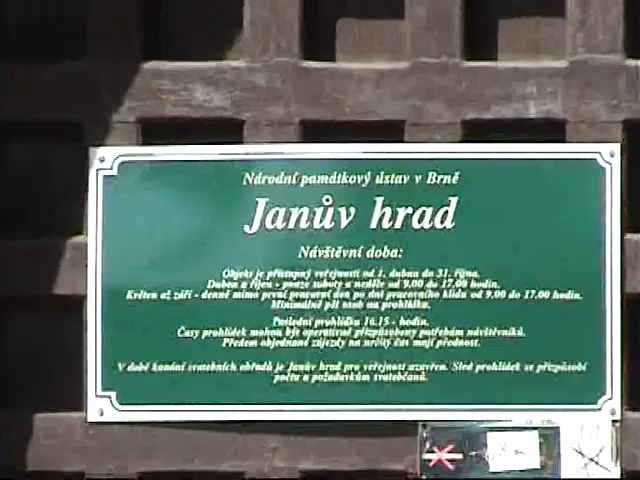 Národní památkový ústav v Brně
Janův hrad
Návštěvní doba:
Objekt je přístupný veřejnosti od 1. dubna do 31. října.
Duben a říjen - pouze soboty a neděle od 9.00 do 17.00 hodin.
Květen až září - denně mimo první pracovní den po dni pracovního klidu od 9.00 do 17.00 hodin.
Minimálně pět osob na prohlídku.
Poslední prohlídka 16.15 - hodin.
Časy prohlídek mohou být operativně přizpůsobeny potřebám návštěvníků.
Předem objednané zájezdy na určitý čas mají přednost.
V době konání svatebních obřadů je Janův hrad pro veřejnost uzavřen. Sled prohlídek se přizpůsobí
počtu a požadavkům svatebčanů.